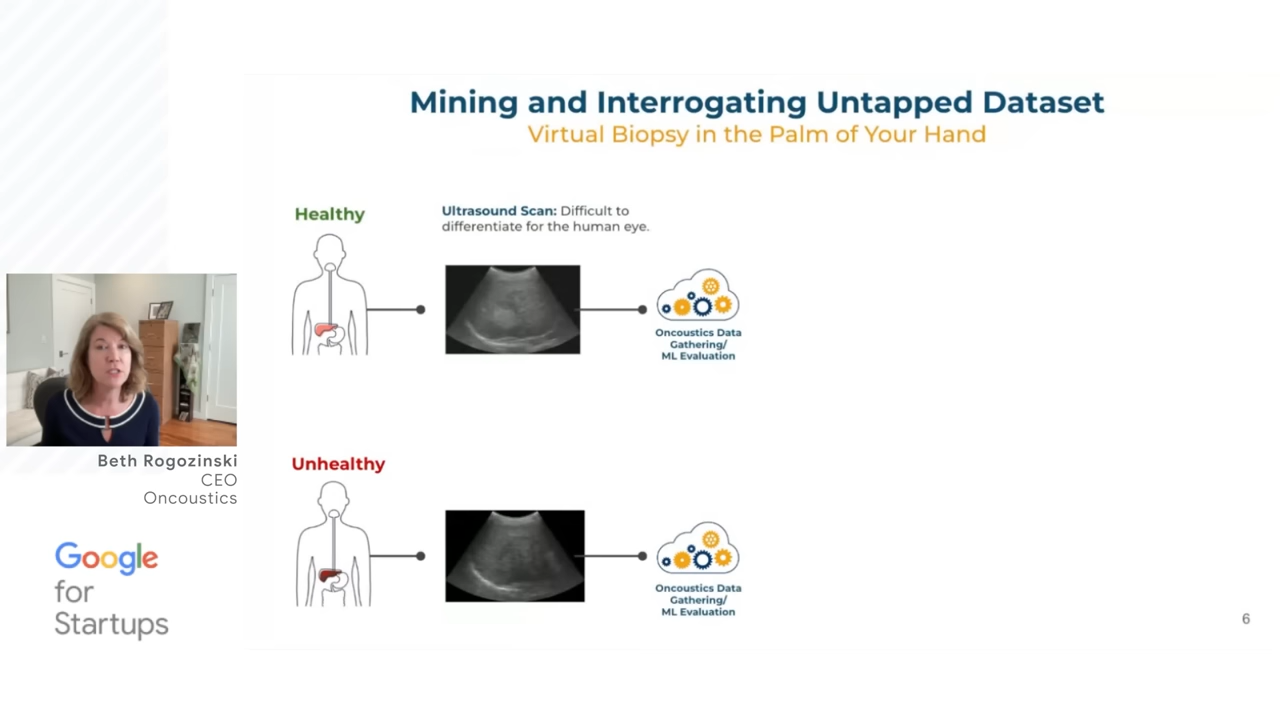 Mining and Interrogating Untapped Dataset
Virtual Biopsy in the Palm of Your Hand
Healthy
Ultrasound Scan: Difficult to
differentiate for the human eye.
Oncoustics Data
Gathering/
ML Evaluation
Beth Rogozinski
CEO
Oncoustics
Unhealthy
Oncoustics Data
Gathering/
ML Evaluation
Google
for
Startups
6